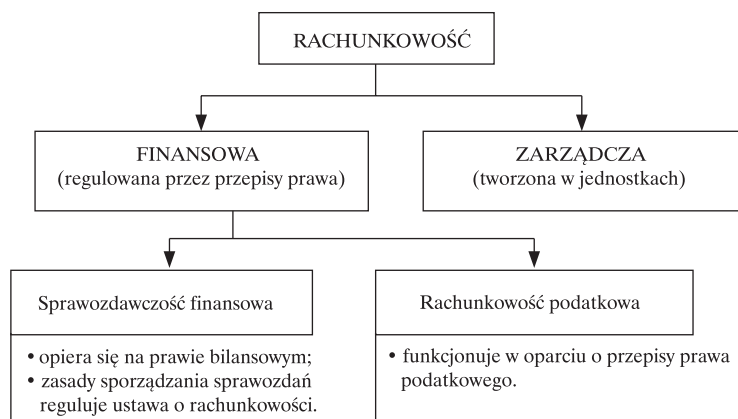 RACHUNKOWOŚĆ
FINANSOWA
(regulowana przez przepisy prawa)
ZARZĄDCZA
(tworzona w jednostkach)
Sprawozdawczość finansowa
• opiera się na prawie bilansowym;
• zasady sporządzania sprawozdań
reguluje ustawa o rachunkowości.
Rachunkowość podatkowa
• funkcjonuje w oparciu o przepisy prawa
podatkowego.